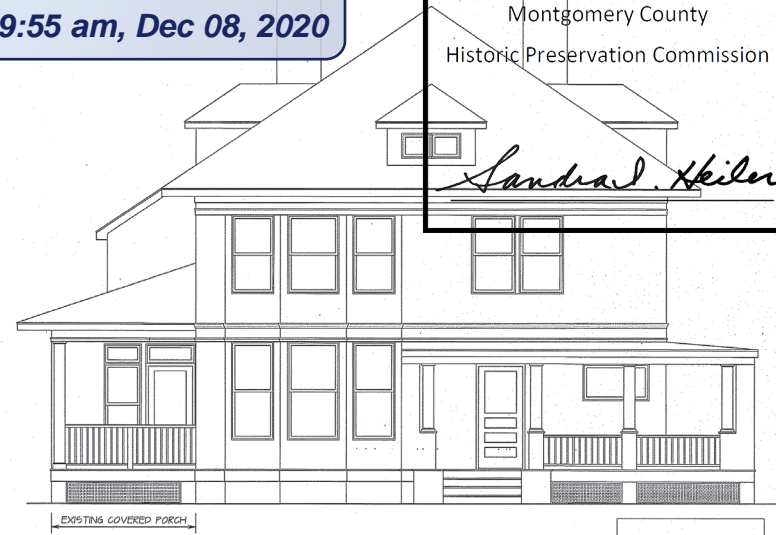 9:55 am, Dec 08, 2020
Montgomery County
Historic Preservation Commission
Sandra I. Heiler
EXISTING COVERED PORCH